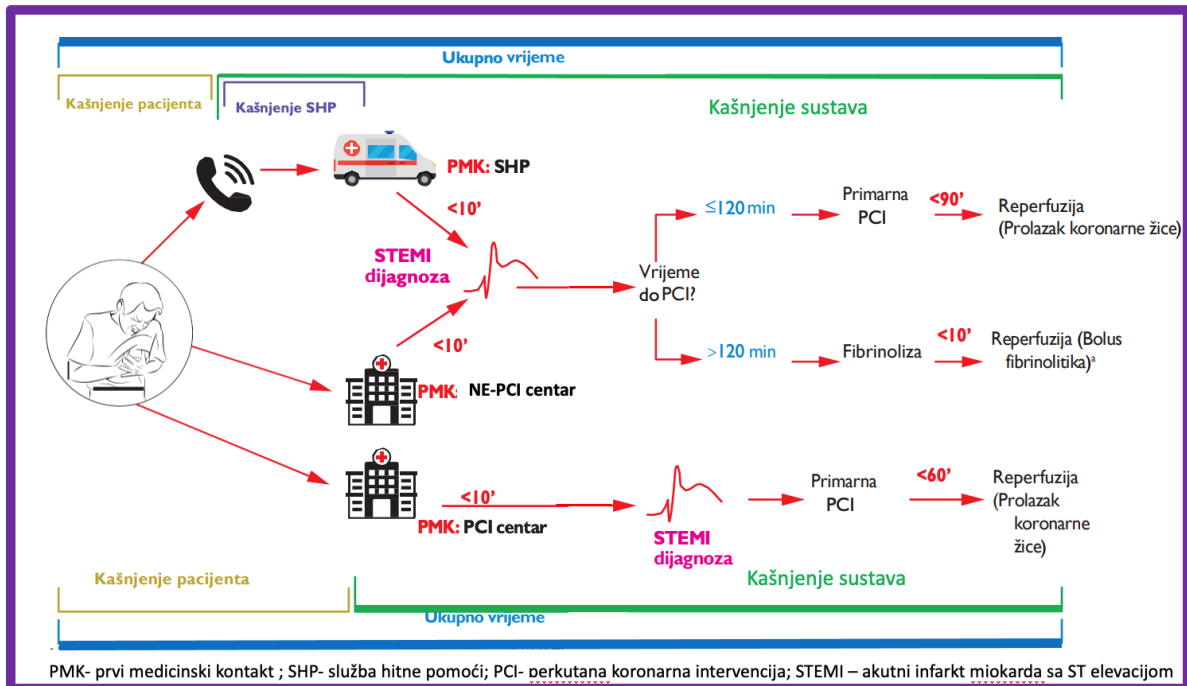 Ukupno vrijeme
Kašnjenje pacijenta
Kašnjenje SHP
Kašnjenje sustava
PMK: SHP
<10'
STEMI
dijagnoza
<10'
PMK: NE-PCI centar
Vrijeme
do PCI?
≤120 min
Primarna
PCI
<90'
Reperfuzija
(Prolazak koronarne žice)
>120 min
Fibrinoliza
<10'
Reperfuzija (Bolus
fibrinolitika)ª
<10'
PMK: PCI centar
STEMI
dijagnoza
Primarna
PCI
<60'
Reperfuzija
(Prolazak
koronarne
žice)
Kašnjenje pacijenta
Kašnjenje sustava
Ukupno vrijeme
PMK- prvi medicinski kontakt ; SHP- služba hitne pomoći; PCI- perkutana koronarna intervencija; STEMI – akutni infarkt miokarda sa ST elevacijom